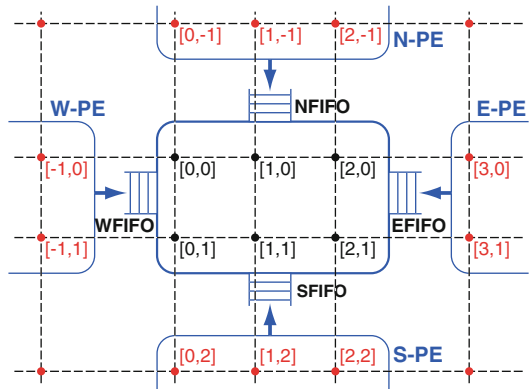 [0,-1] [1,-1] [2,-1]
N-PE
W-PE
NFIFO
E-PE
[-1,0] [0,0] [1,0] [2,0] [3,0]
WFIFO EFIFO
[-1,1] [0,1] [1,1] [2,1] [3,1]
SFIFO
[0,2] [1,2] [2,2] S-PE